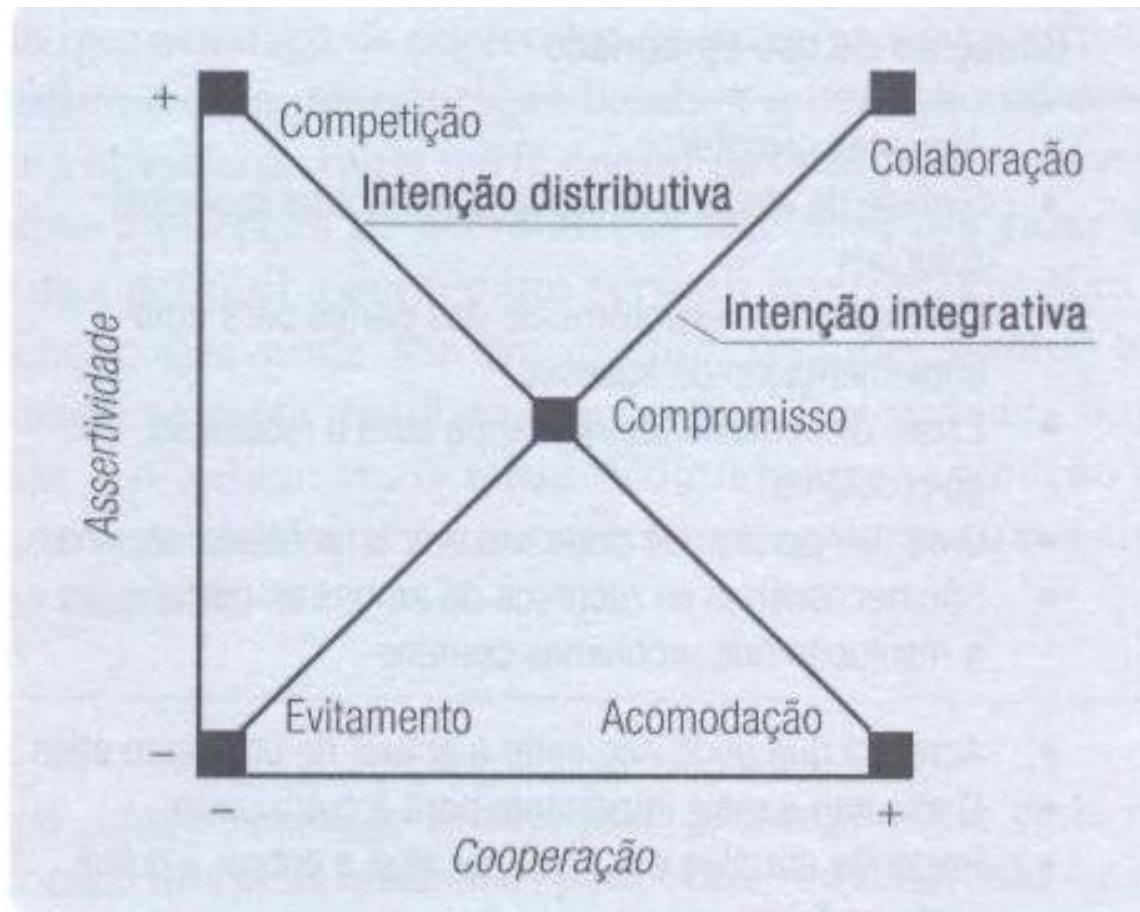 +
Competição
Colaboração
Intenção distributiva
Intenção integrativa
Assertividade
Compromisso
Evitamento
Acomodação
–
–
+
Cooperação